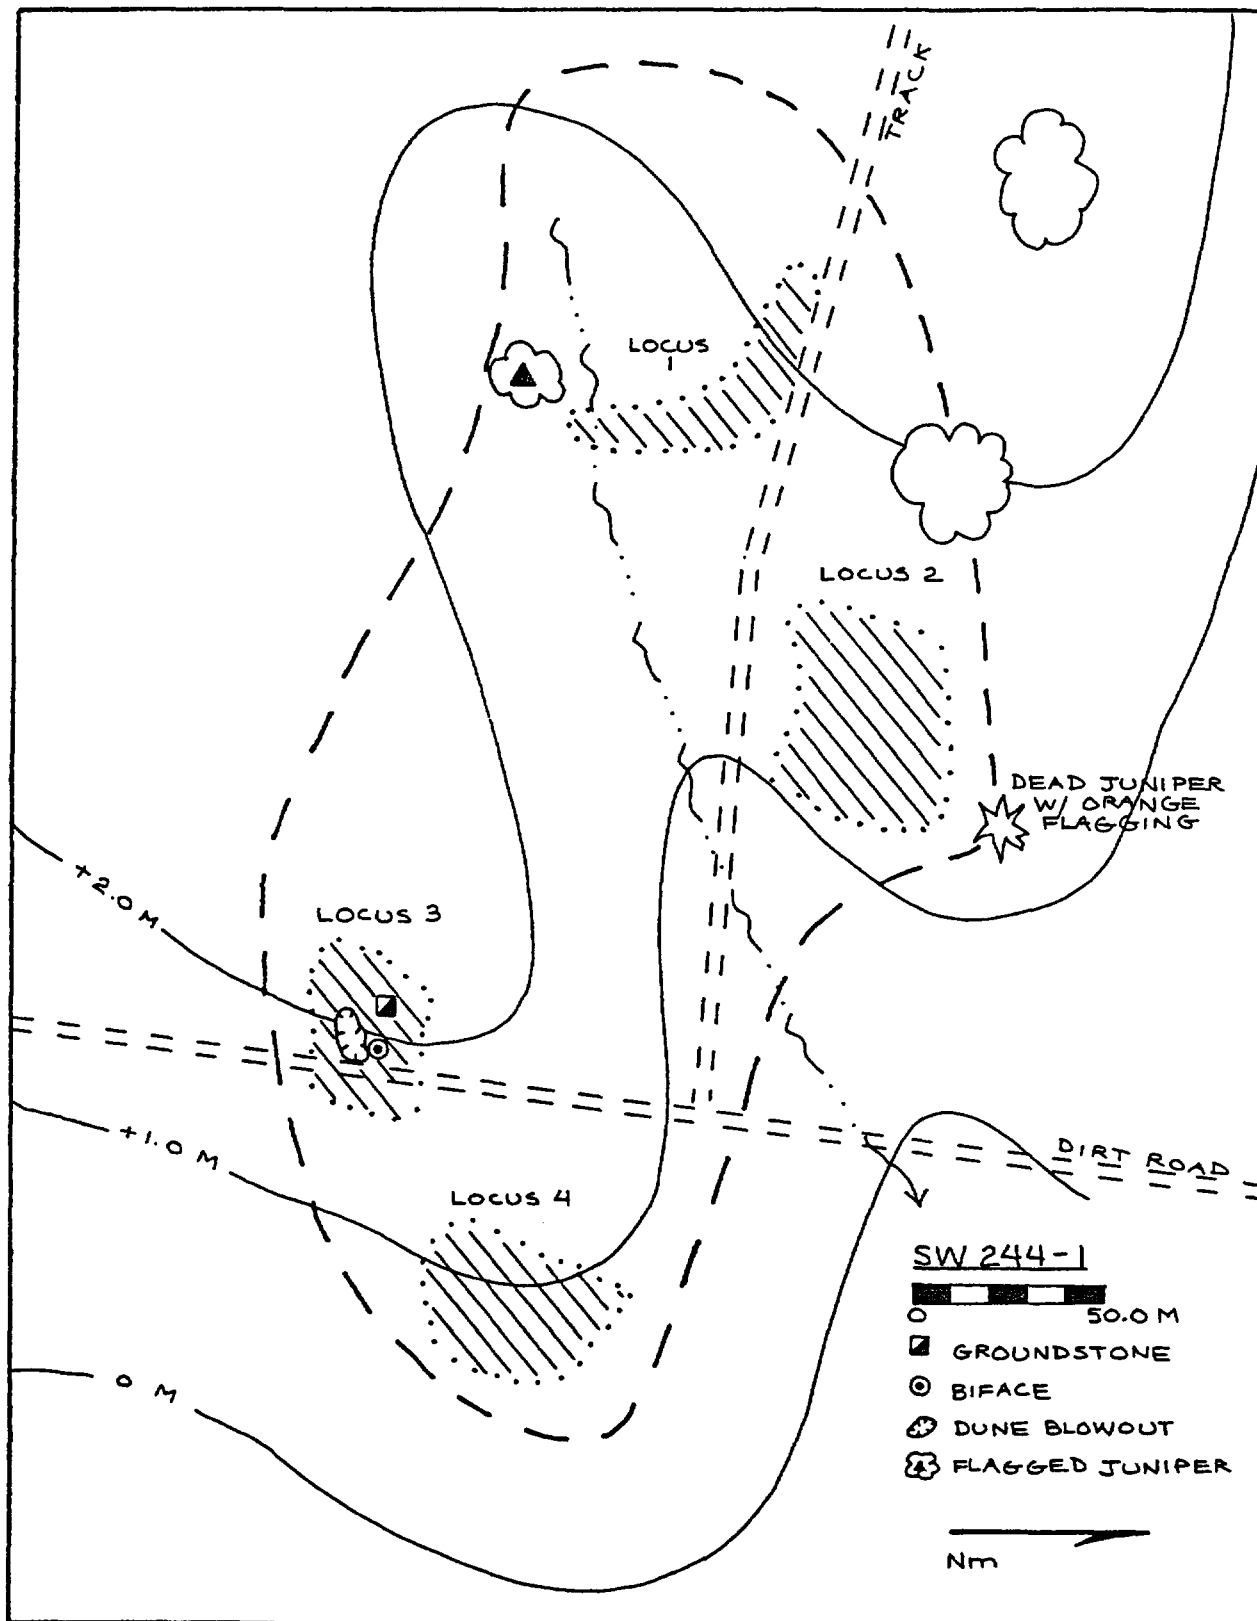 TRACK
LOCUS
1
LOCUS 2
DEAD JUNIPER
W/ ORANGE
FLAGGING
+2.0 M
LOCUS 3
+1.0 M
DIRT ROAD
LOCUS 4
SW 244-1
0 50.0 M
GROUNDSTONE
BIFACE
0 M
DUNE BLOWOUT
FLAGGED JUNIPER
Nm